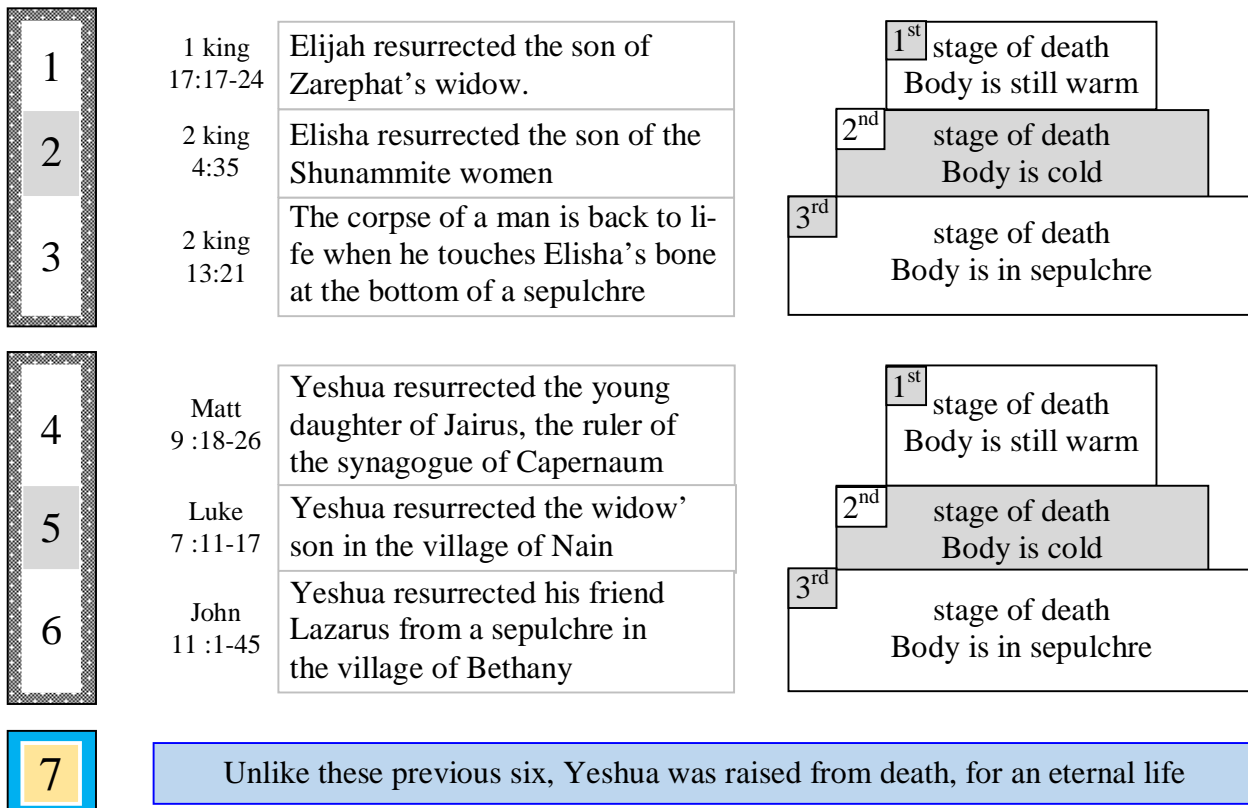 1
1 king
17:17-24
Elijah resurrected the son of
Zarephat’s widow.
1st stage of death
Body is still warm
2
2 king
4:35
Elisha resurrected the son of the
Shunammite women
2nd stage of death
Body is cold
3
2 king
13:21
The corpse of a man is back to li-
fe when he touches Elisha’s bone
at the bottom of a sepulchre
3rd stage of death
Body is in sepulchre
4
Matt
9 :18-26
Yeshua resurrected the young
daughter of Jairus, the ruler of
the synagogue of Capernaum
1st stage of death
Body is still warm
5
Luke
7 :11-17
Yeshua resurrected the widow’
son in the village of Nain
2nd stage of death
Body is cold
6
John
11 :1-45
Yeshua resurrected his friend
Lazarus from a sepulchre in
the village of Bethany
3rd stage of death
Body is in sepulchre
7
Unlike these previous six, Yeshua was raised from death, for an eternal life